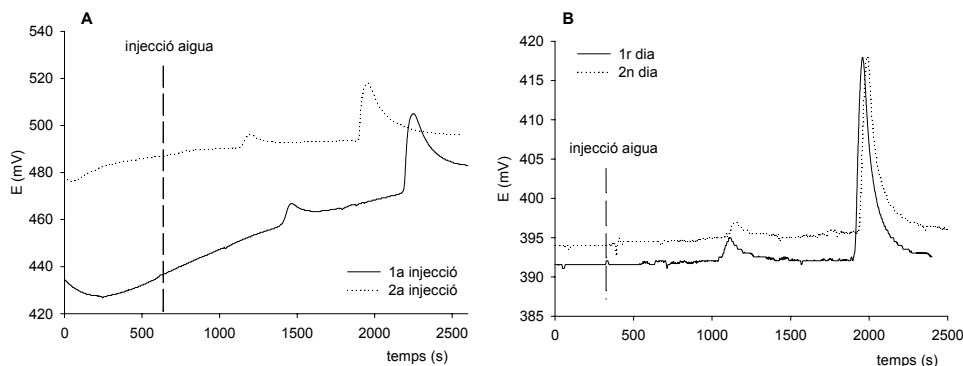 A
injecció aigua
E (mV)
540
520
500
480
460
440
420
0
500
1000
1500
2000
2500
temps (s)
1a injecció
2a injecció
B
1r dia
2n dia
injecció aigua
E (mV)
420
415
410
405
400
395
390
385
0
500
1000
1500
2000
2500
temps (s)